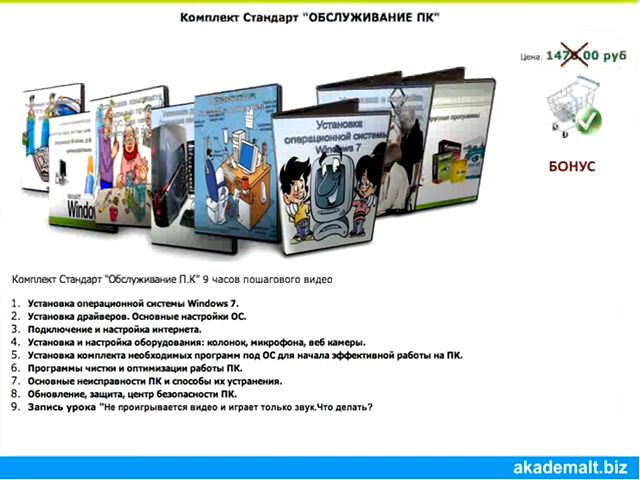 Комплект Стандарт "ОБСЛУЖИВАНИЕ ПК"
Цена: 1470.00 руб
БОНУС
Установка
операционной системы
Windows 7
Windo
Комплект Стандарт "Обслуживание П.К" 9 часов пошагового видео
1. Установка операционной системы Windows 7.
2. Установка драйверов. Основные настройки ОС.
3. Подключение и настройка интернета.
4. Установка и настройка оборудования: колонок, микрофона, веб камеры.
5. Установка комплекта необходимых программ под ОС для начала эффективной работы на ПК.
6. Программы чистки и оптимизации работы ПК.
7. Основные неисправности ПК и способы их устранения.
8. Обновление, защита, центр безопасности ПК.
9. Запись урока "Не проигрывается видео и играет только звук.Что делать?
akademalt.biz